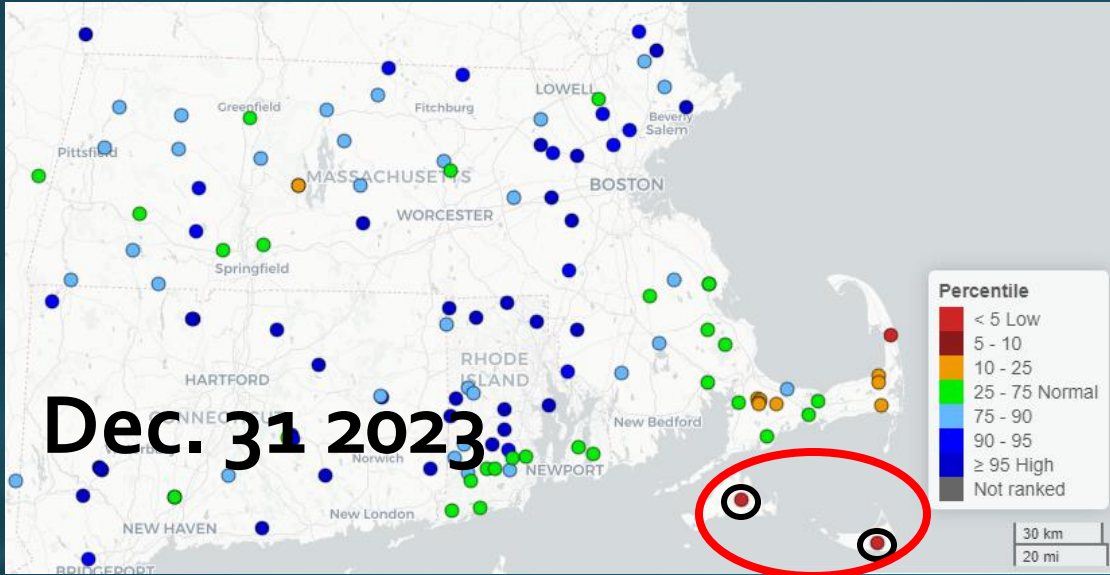 LOWELL
Greenfield
Fitchburg
Beverly
Salem
Pittsfield
MASSACHUSETTS
BOSTON
WORCESTER
Springfield
Percentile
< 5 Low
5 - 10
10 - 25
25 - 75 Normal
75 - 90
90 - 95
≥ 95 High
Not ranked
RHODE
ISLAND
HARTFORD
CONNECTICUT
Dec. 31 2023
New Bedford
Norwich
NEWPORT
New London
NEW HAVEN
BRIDGEPORT
30 km
20 mi